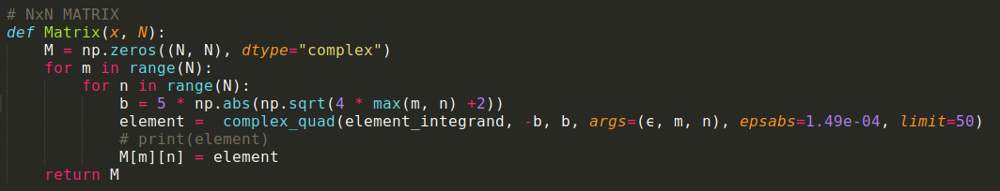 # NxN MATRIX
def Matrix(x, N):
    M = np.zeros((N, N), dtype="complex")
    for m in range(N):
        for n in range(N):
            b = 5 * np.abs(np.sqrt(4 * max(m, n) +2))
            element =  complex_quad(element_integrand, -b, b, args=(ϵ, m, n), epsabs=1.49e-04, limit=50)
            # print(element)
            M[m][n] = element
    return M